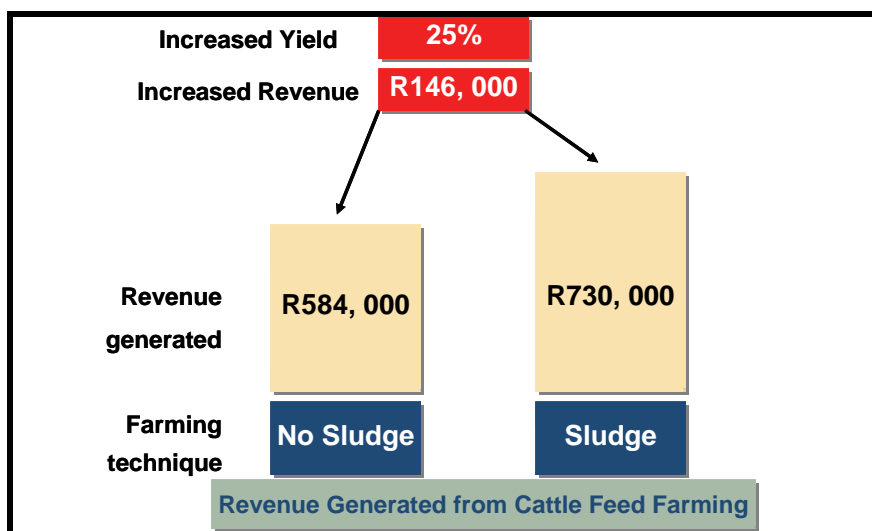 Increased Yield 25%
Increased Revenue R146, 000
Revenue
generated
R584, 000
R730, 000
Farming
technique
No Sludge
Sludge
Revenue Generated from Cattle Feed Farming